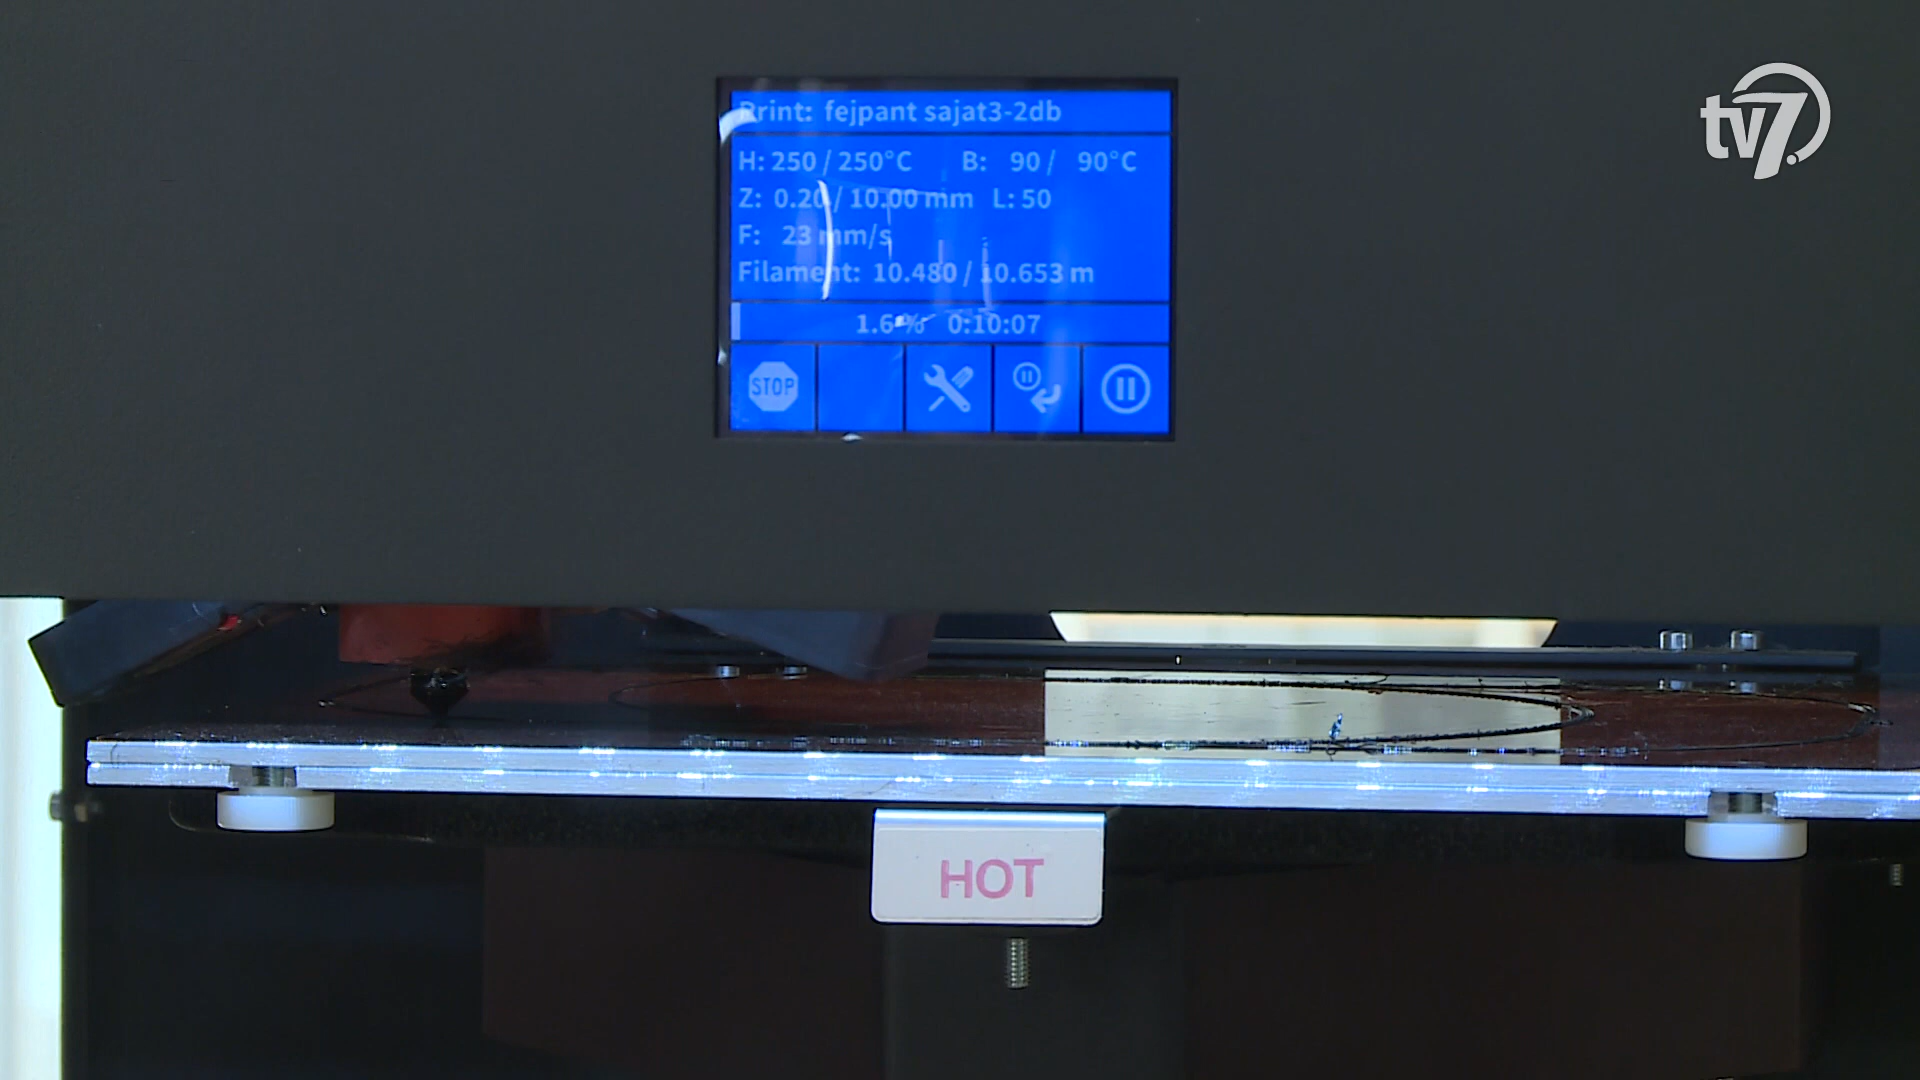 tv7.
Print: fejpant sajat3-2db
H: 250 / 250°C B: 90 / 90°C
Z: 0.20 / 10.00 mm L: 50
F: 23 mm/s
Filament: 10.480 / 10.653 m
1.6 % 0:10:07
STOP
HOT